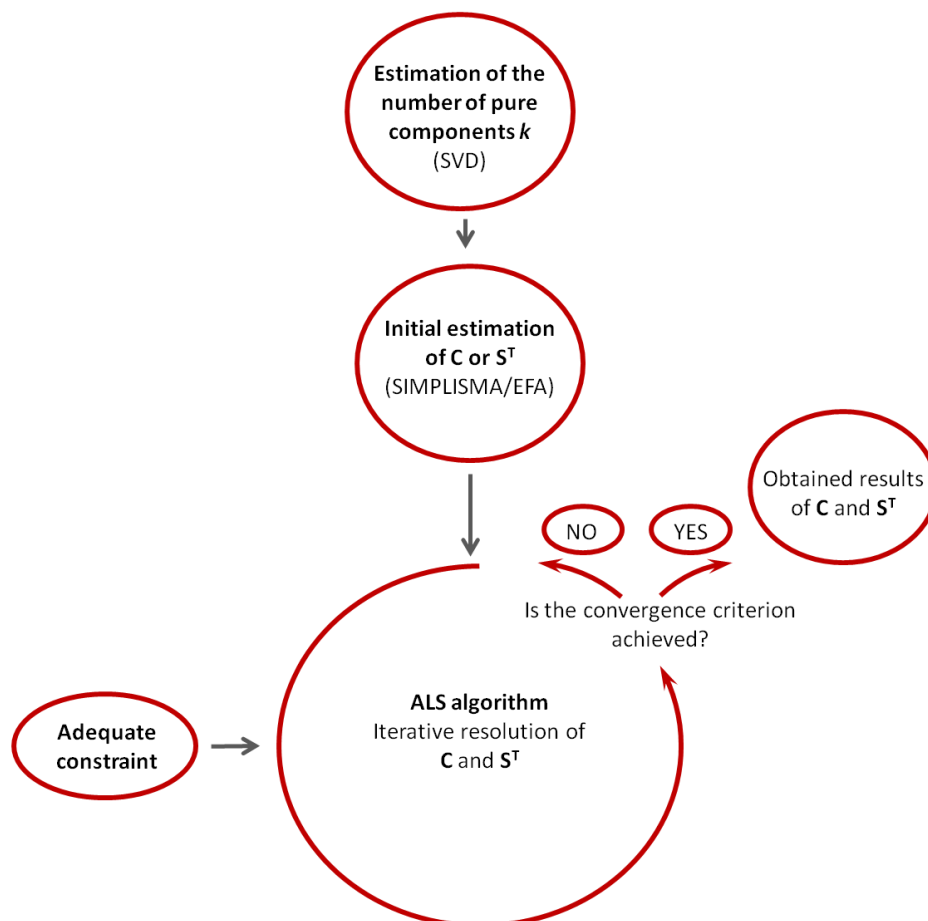 Estimation of the
number of pure
components k
(SVD)
Initial estimation
of C or Sᵀ
(SIMPLISMA/EFA)
Obtained results
of C and Sᵀ
NO
YES
Is the convergence criterion
achieved?
ALS algorithm
Iterative resolution of
C and Sᵀ
Adequate
constraint